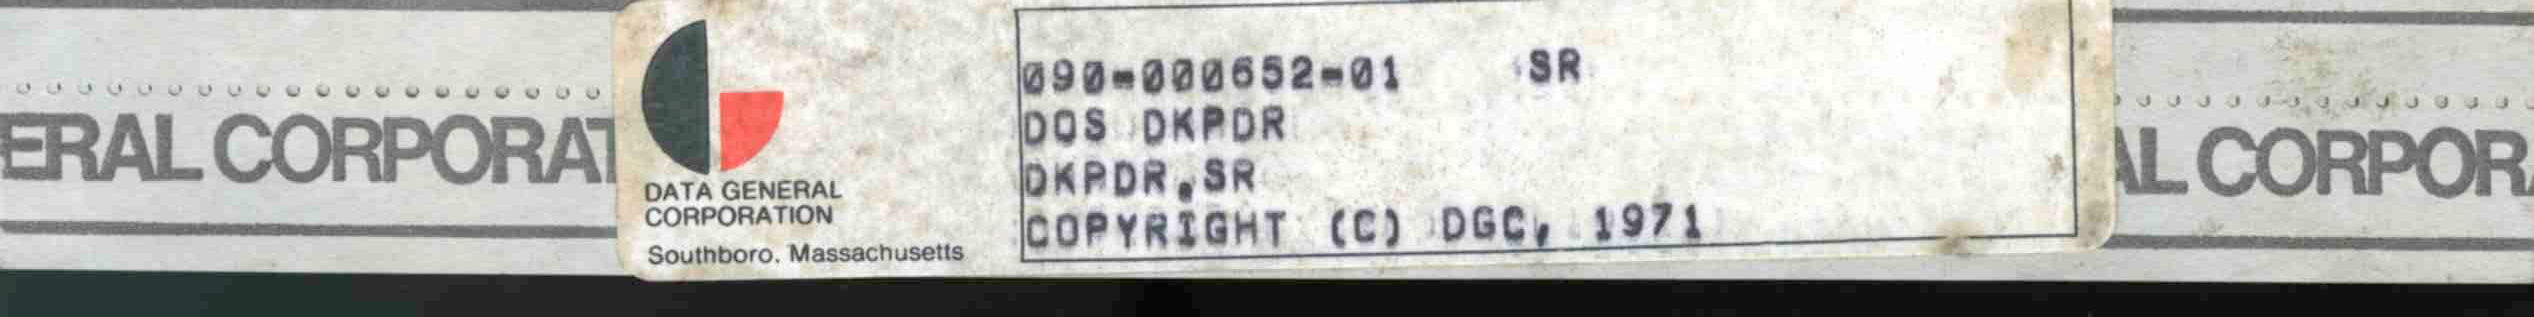 ERAL CORPORAT
DATA GENERAL
CORPORATION
Southboro, Massachusetts
090-000652-01 SR
DOS DKPDR
DKPDR.SR
COPYRIGHT (C) DGC, 1971
AL CORPORA